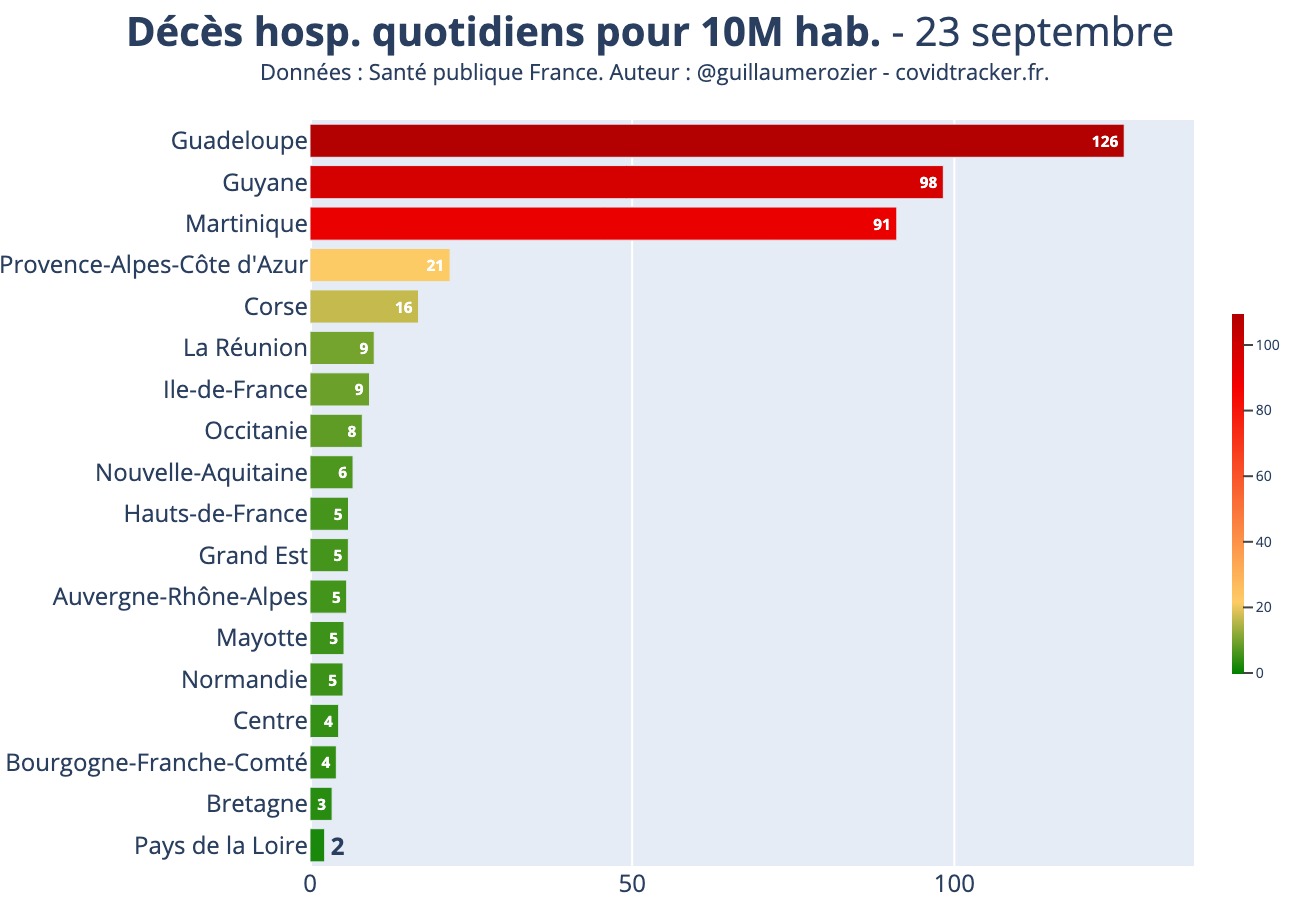 Décès hosp. quotidiens pour 10M hab. - 23 septembre
Données : Santé publique France. Auteur : @guillaumerozier - covidtracker.fr.
Guadeloupe 126
Guyane 98
Martinique 91
Provence-Alpes-Côte d'Azur 21
Corse 16
La Réunion 9
Ile-de-France 9
Occitanie 8
Nouvelle-Aquitaine 6
Hauts-de-France 5
Grand Est 5
Auvergne-Rhône-Alpes 5
Mayotte 5
Normandie 5
Centre 4
Bourgogne-Franche-Comté 4
Bretagne 3
Pays de la Loire 2
0 50 100
100
80
60
40
20
0